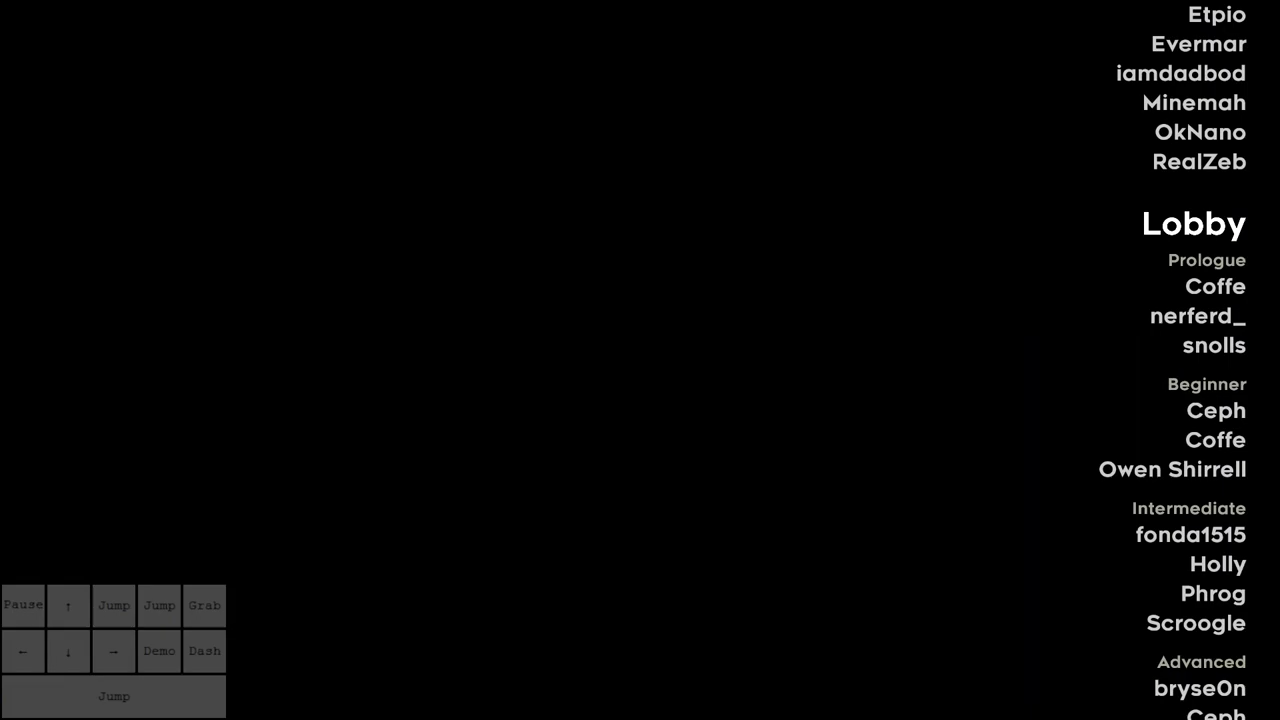 Etpio
Evermar
iamdadbod
Minemah
OkNano
RealZeb
Lobby
Prologue
Coffe
nerferd_
snolls
Beginner
Ceph
Coffe
Owen Shirrell
Intermediate
fonda1515
Holly
Phrog
Scroogle
Advanced
bryse0n
Ceph
Pause ↑ Jump Jump Grab
← ↓ → Demo Dash
Jump